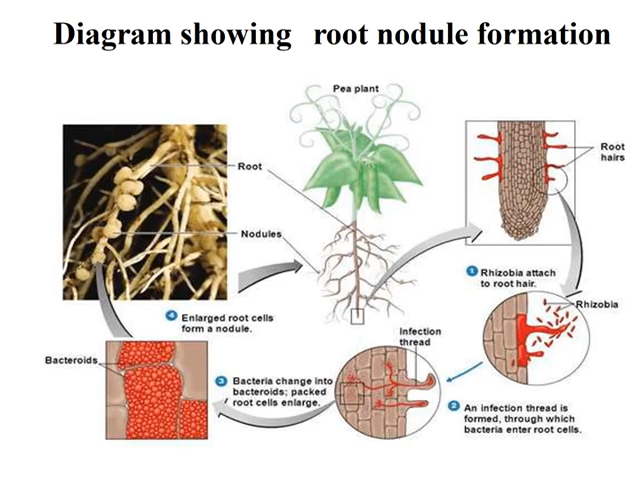 Diagram showing root nodule formation
Pea plant
Root
hairs
Root
Nodules
1 Rhizobia attach
to root hair.
Rhizobia
4 Enlarged root cells
form a nodule.
Infection
thread
Bacteroids
3 Bacteria change into
bacteroids; packed
root cells enlarge.
2 An infection thread is
formed, through which
bacteria enter root cells.